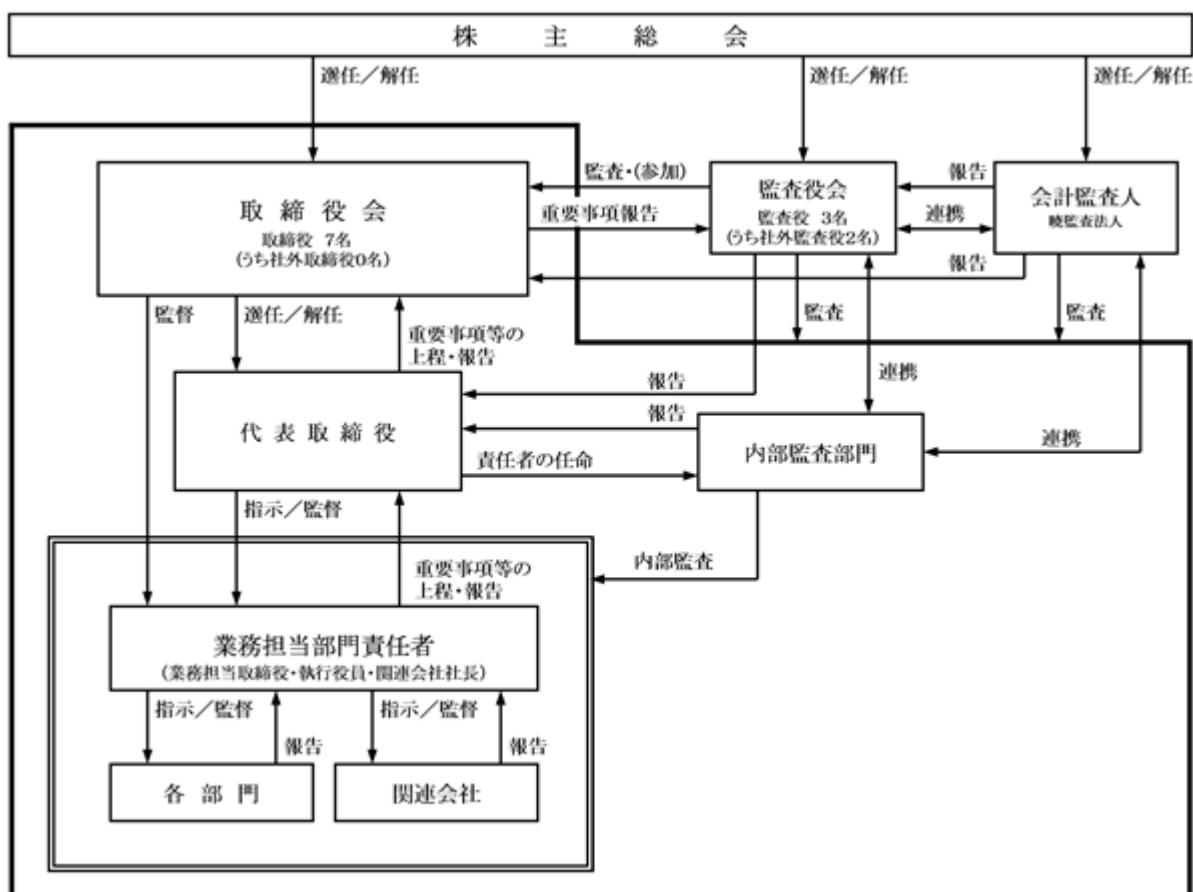 株主総会
選任／解任
選任／解任
選任／解任
取締役会
取締役 7名
(うち社外取締役0名)
監査・(参加)
重要事項報告
監査役会
監査役 3名
(うち社外監査役2名)
報告
連携
会計監査人
暁監査法人
報告
監督
選任／解任
重要事項等の
上程・報告
監査
監査
連携
報告
代表取締役
報告
責任者の任命
内部監査部門
連携
指示／監督
重要事項等の
上程・報告
内部監査
業務担当部門責任者
(業務担当取締役・執行役員・関連会社社長)
指示／監督
報告
指示／監督
報告
各部門
関連会社